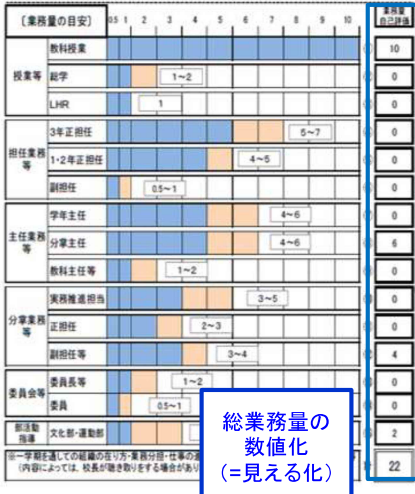 〔業務量の目安〕 0.5 1 2 3 4 5 6 7 8 9 10 業務量自己評価
授業等
教科授業 10
総学 1～2 0
LHR 1 0
担任業務等
3年正担任 5～7 0
1・2年正担任 4～5 0
副担任 0.5～1 0
主任業務等
学年主任 4～6 0
分掌主任 4～6 6
教科主任等 1～2 0
分掌業務等
実務推進担当 3～5 0
正担任 2～3 0
副担任等 3～4 4
委員会等
委員長等 1～2 0
委員 0.5～1 0
部活動指導
文化部・運動部 2
※一学期を通しての組織の在り方・業務分担・仕事の進
（内容によっては、校長が聴き取りをする場合があり
22
総業務量の
数値化
(=見える化)